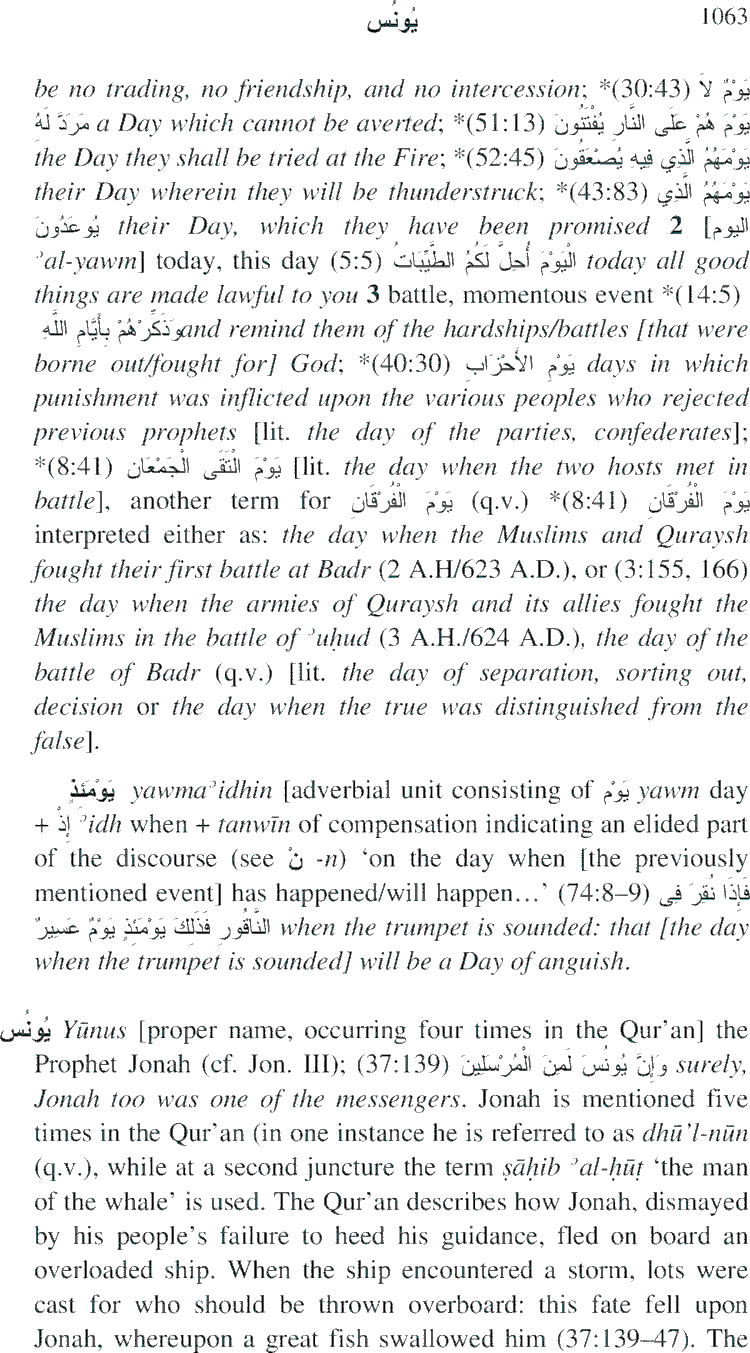 يُونُس 1063
be no trading, no friendship, and no intercession; *(30:43) يَوْمٌ لاَ
مَرَدَّ لَهُ a Day which cannot be averted; *(51:13) يَوْمَ هُمْ عَلَى النَّارِ يُفْتَنُونَ
the Day they shall be tried at the Fire; *(52:45) يَوْمَهُمُ الَّذِي فِيهِ يُصْعَقُونَ
their Day wherein they will be thunderstruck; *(43:83) يَوْمَهُمُ الَّذِي
يُوعَدُونَ their Day, which they have been promised 2 [اليوم
ʾal-yawm] today, this day (5:5) الْيَوْمَ أُحِلَّ لَكُمُ الطَّيِّبَاتُ today all good
things are made lawful to you 3 battle, momentous event *(14:5)
وَذَكِّرْهُمْ بِأَيَّامِ اللَّهِ and remind them of the hardships/battles [that were
borne out/fought for] God; *(40:30) يَوْمِ الأَحْزَابِ days in which
punishment was inflicted upon the various peoples who rejected
previous prophets [lit. the day of the parties, confederates];
*(8:41) يَوْمَ الْتَقَى الْجَمْعَانِ [lit. the day when the two hosts met in
battle], another term for يَوْمَ الْفُرْقَانِ (q.v.) *(8:41) يَوْمَ الْفُرْقَانِ
interpreted either as: the day when the Muslims and Quraysh
fought their first battle at Badr (2 A.H/623 A.D.), or (3:155, 166)
the day when the armies of Quraysh and its allies fought the
Muslims in the battle of ʾuḥud (3 A.H./624 A.D.), the day of the
battle of Badr (q.v.) [lit. the day of separation, sorting out,
decision or the day when the true was distinguished from the
false].
يَوْمَئِذٍ yawmaʾidhin [adverbial unit consisting of يَوْم yawm day
+ إِذْ ʾidh when + tanwīn of compensation indicating an elided part
of the discourse (see نْ -n) ‘on the day when [the previously
mentioned event] has happened/will happen…’ (74:8–9) فَإِذَا نُقِرَ فِي
النَّاقُورِ فَذَلِكَ يَوْمَئِذٍ يَوْمٌ عَسِيرٌ when the trumpet is sounded: that [the day
when the trumpet is sounded] will be a Day of anguish.
يُونُس Yūnus [proper name, occurring four times in the Qur’an] the
Prophet Jonah (cf. Jon. III); (37:139) وَإِنَّ يُونُسَ لَمِنَ الْمُرْسَلِينَ surely,
Jonah too was one of the messengers. Jonah is mentioned five
times in the Qur’an (in one instance he is referred to as dhū’l-nūn
(q.v.), while at a second juncture the term ṣāḥib ʾal-ḥūṭ ‘the man
of the whale’ is used. The Qur’an describes how Jonah, dismayed
by his people’s failure to heed his guidance, fled on board an
overloaded ship. When the ship encountered a storm, lots were
cast for who should be thrown overboard: this fate fell upon
Jonah, whereupon a great fish swallowed him (37:139–47). The